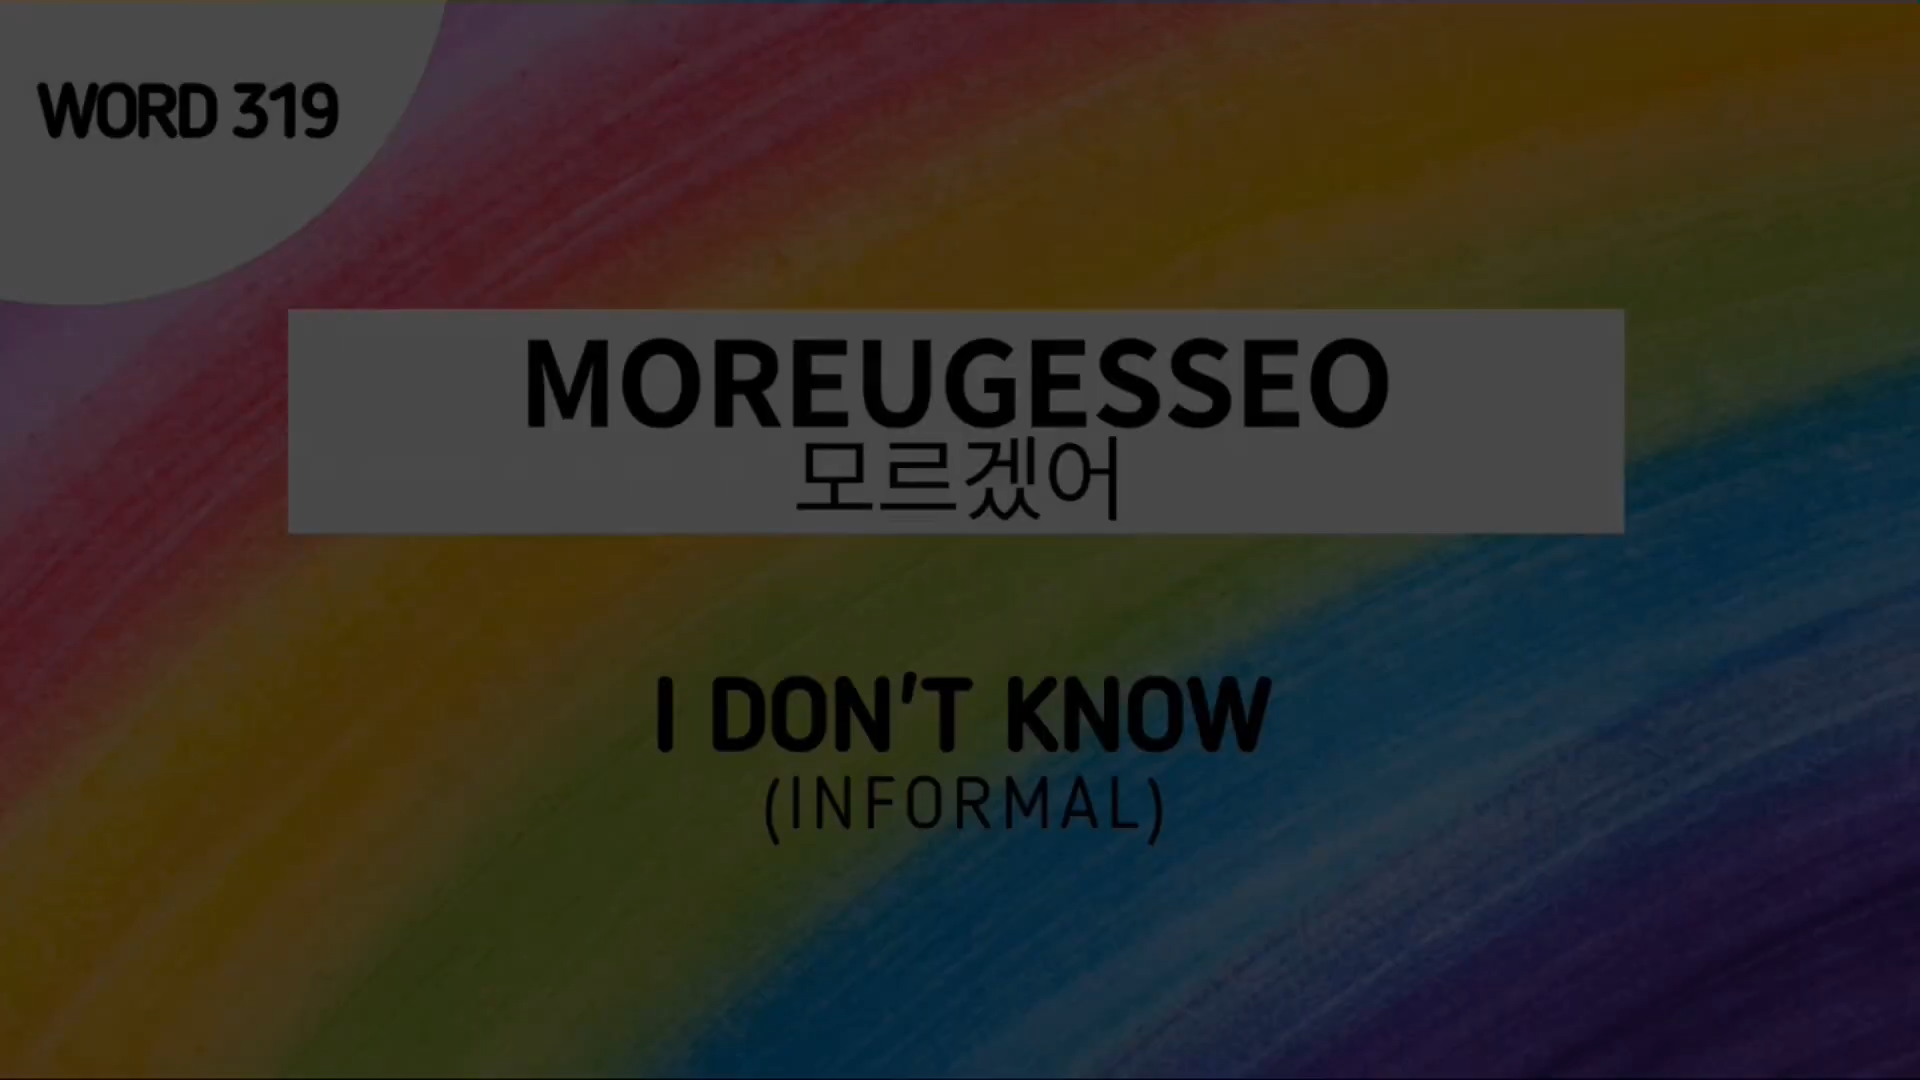 WORD 319
MOREUGESSEO
모르겠어
I DON'T KNOW
(INFORMAL)